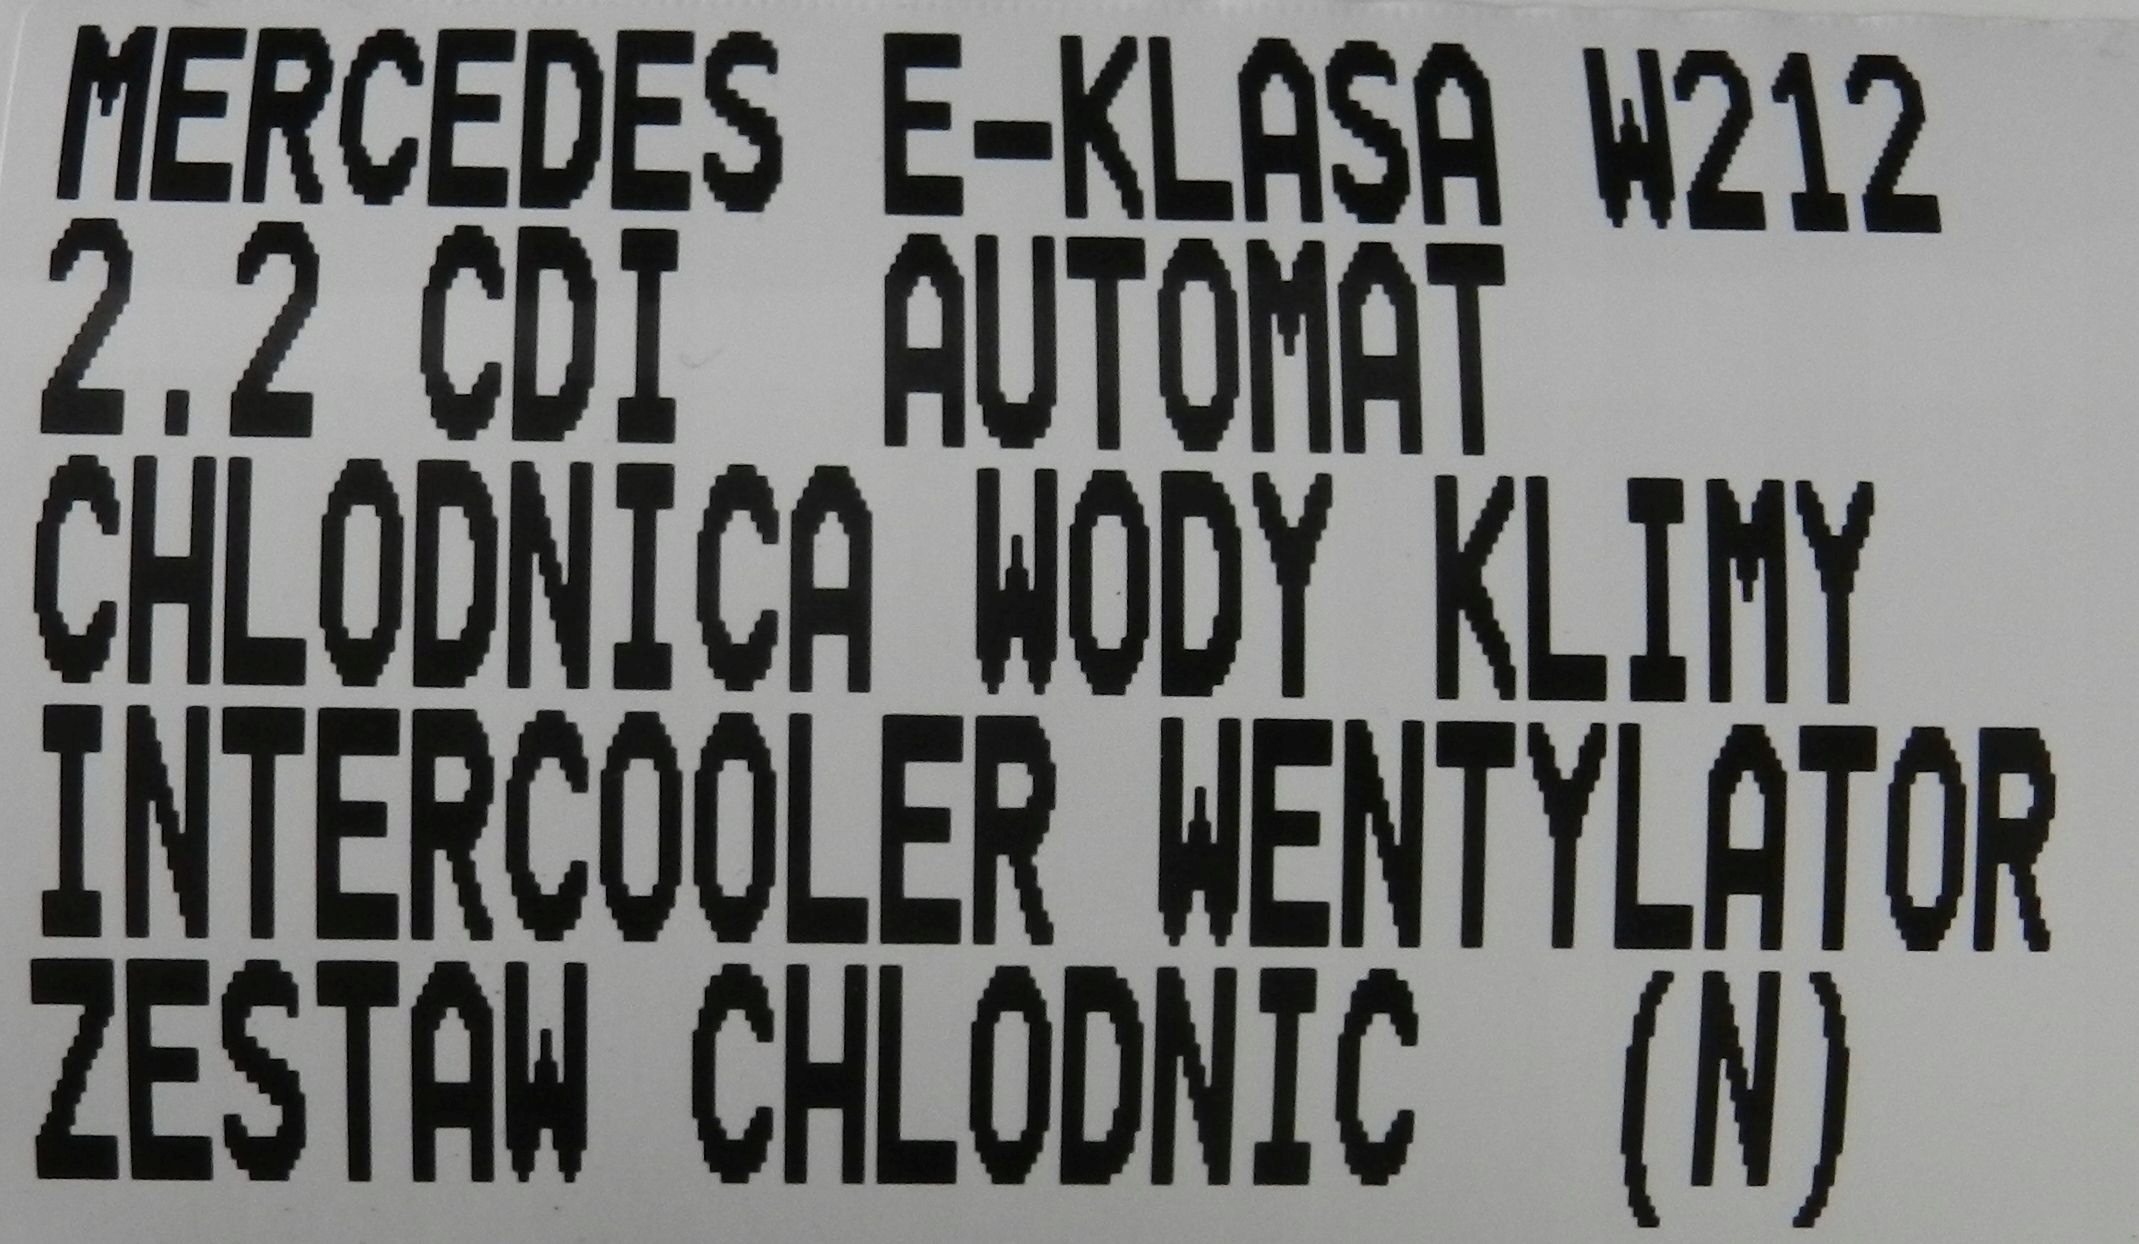 MERCEDES E-KLASA W212
2.2 CDI AUTOMAT
CHLODNICA WODY KLIMY
INTERCOOLER WENTYLATOR
ZESTAW CHLODNIC (N)